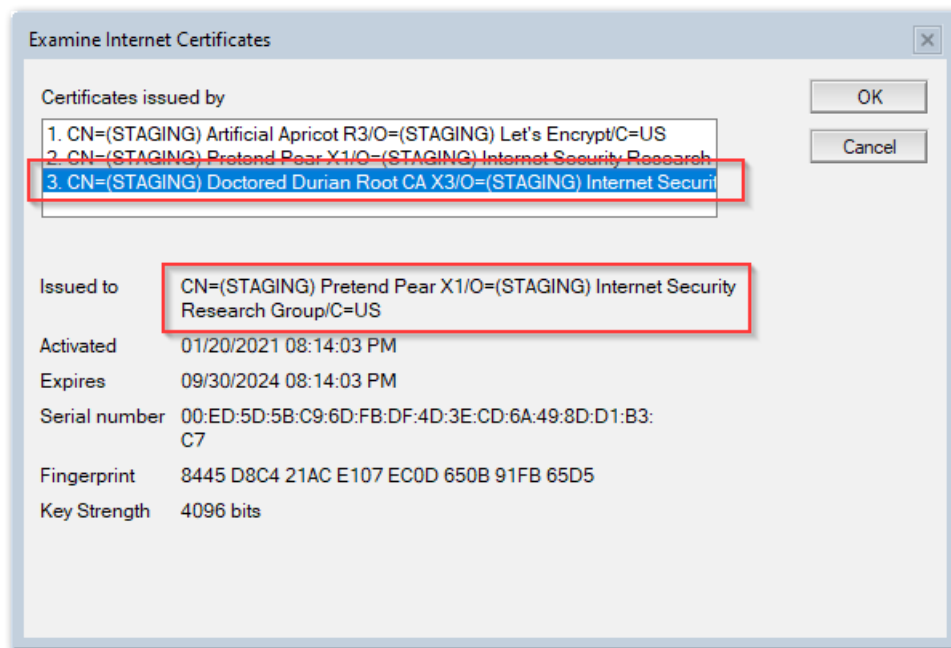 Examine Internet Certificates
Certificates issued by
OK
1. CN=(STAGING) Artificial Apricot R3/O=(STAGING) Let's Encrypt/C=US
2. CN=(STAGING) Pretend Pear X1/O=(STAGING) Internet Security Research
Cancel
3. CN=(STAGING) Doctored Durian Root CA X3/O=(STAGING) Internet Securit
Issued to CN=(STAGING) Pretend Pear X1/O=(STAGING) Internet Security
Research Group/C=US
Activated 01/20/2021 08:14:03 PM
Expires 09/30/2024 08:14:03 PM
Serial number 00:ED:5D:5B:C9:6D:FB:DF:4D:3E:CD:6A:49:8D:D1:B3:
C7
Fingerprint 8445 D8C4 21AC E107 EC0D 650B 91FB 65D5
Key Strength 4096 bits